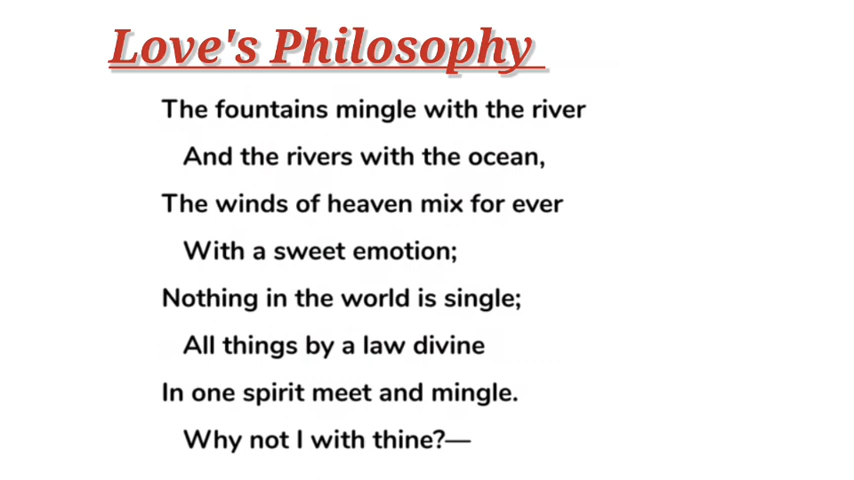 Love's Philosophy
The fountains mingle with the river
And the rivers with the ocean,
The winds of heaven mix for ever
With a sweet emotion;
Nothing in the world is single;
All things by a law divine
In one spirit meet and mingle.
Why not I with thine?—